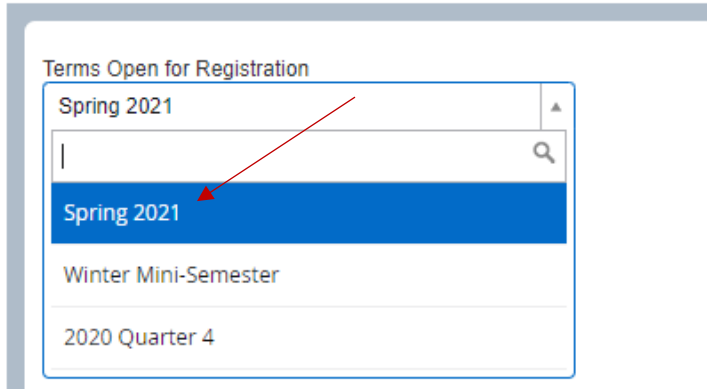 Terms Open for Registration
Spring 2021
Spring 2021
Winter Mini-Semester
2020 Quarter 4